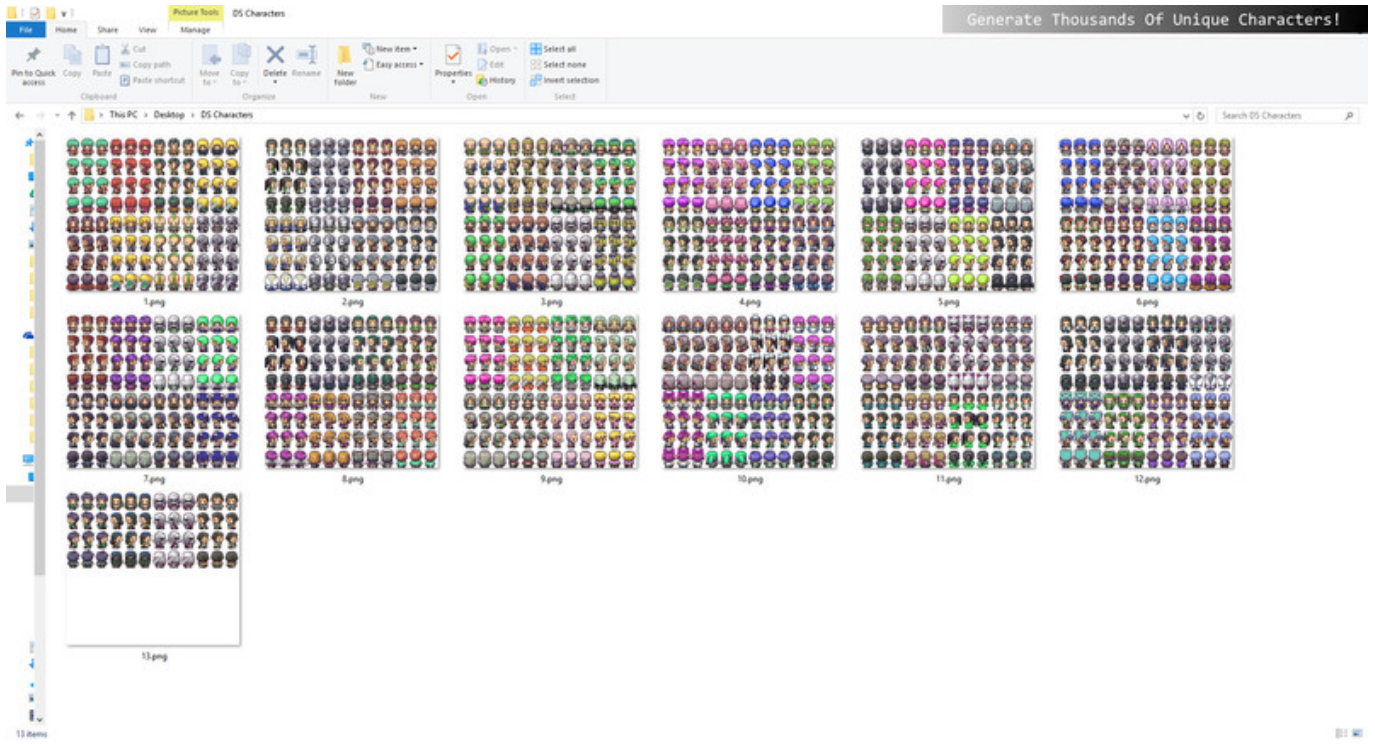 Picture Tools
DS Characters
Generate Thousands Of Unique Characters!
File
Home
Share
View
Manage
Pin to Quick access
Copy
Paste
Cut
Copy path
Paste shortcut
Clipboard
Move to
Copy to
Delete
Rename
Organize
New folder
New item
Easy access
New
Properties
Open
Edit
History
Open
Select all
Select none
Invert selection
Select
This PC > Desktop > DS Characters
Search DS Characters
1.png
2.png
3.png
4.png
5.png
6.png
7.png
8.png
9.png
10.png
11.png
12.png
13.png
13 items